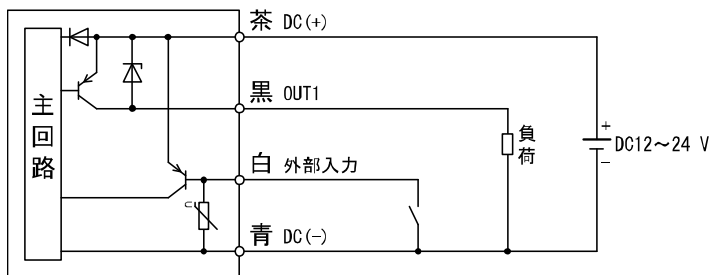 茶 DC(+)
主回路
黒 OUT1
負荷
+
DC12～24 V
−
白 外部入力
青 DC(−)